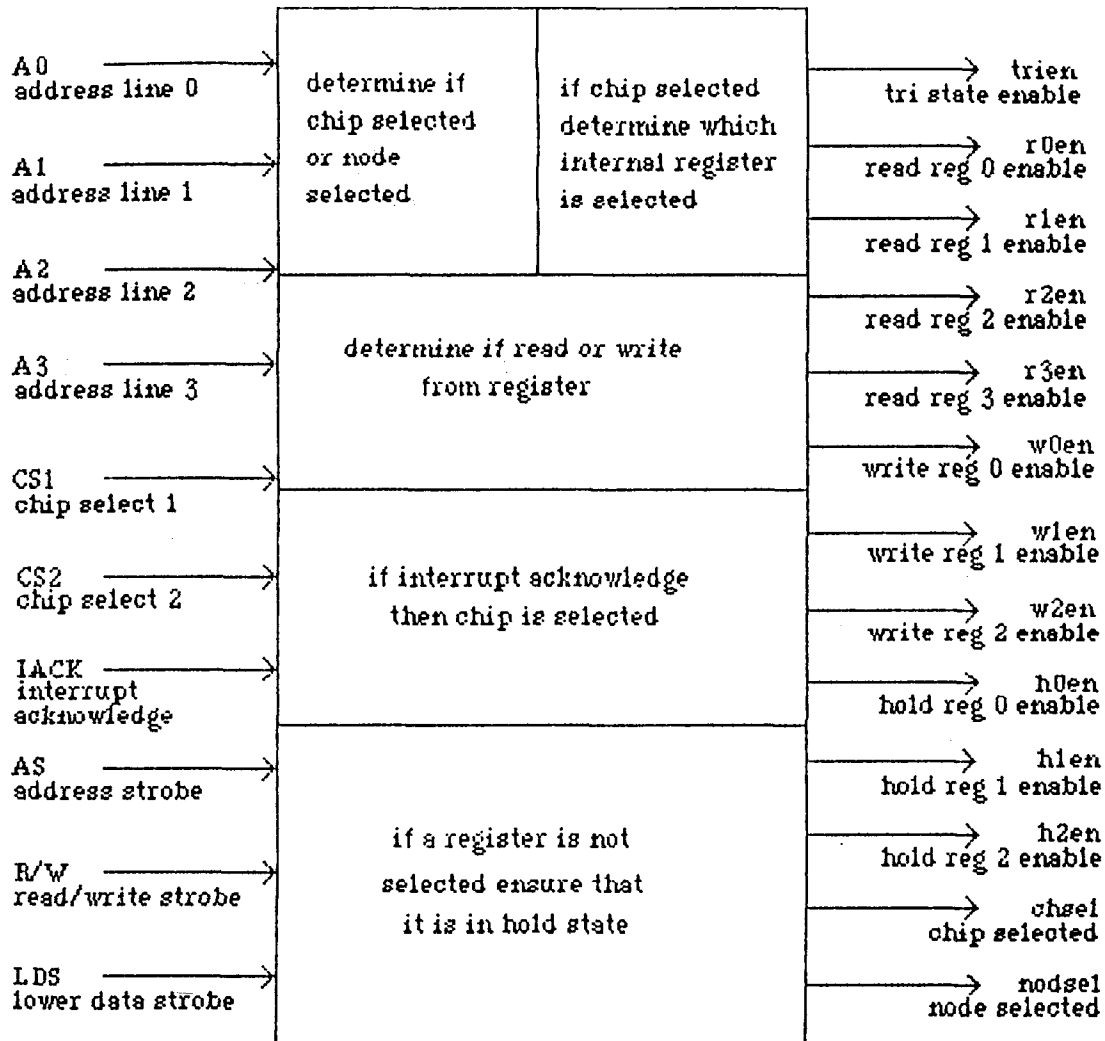 A0
address line 0
A1
address line 1
A2
address line 2
A3
address line 3
CS1
chip select 1
CS2
chip select 2
IACK
interrupt
acknowledge
AS
address strobe
R/W
read/write strobe
LDS
lower data strobe
determine if
chip selected
or node
selected
if chip selected
determine which
internal register
is selected
determine if read or write
from register
if interrupt acknowledge
then chip is selected
if a register is not
selected ensure that
it is in hold state
trien
tri state enable
r0en
read reg 0 enable
r1en
read reg 1 enable
r2en
read reg 2 enable
r3en
read reg 3 enable
w0en
write reg 0 enable
w1en
write reg 1 enable
w2en
write reg 2 enable
h0en
hold reg 0 enable
h1en
hold reg 1 enable
h2en
hold reg 2 enable
chsel
chip selected
nodsel
node selected